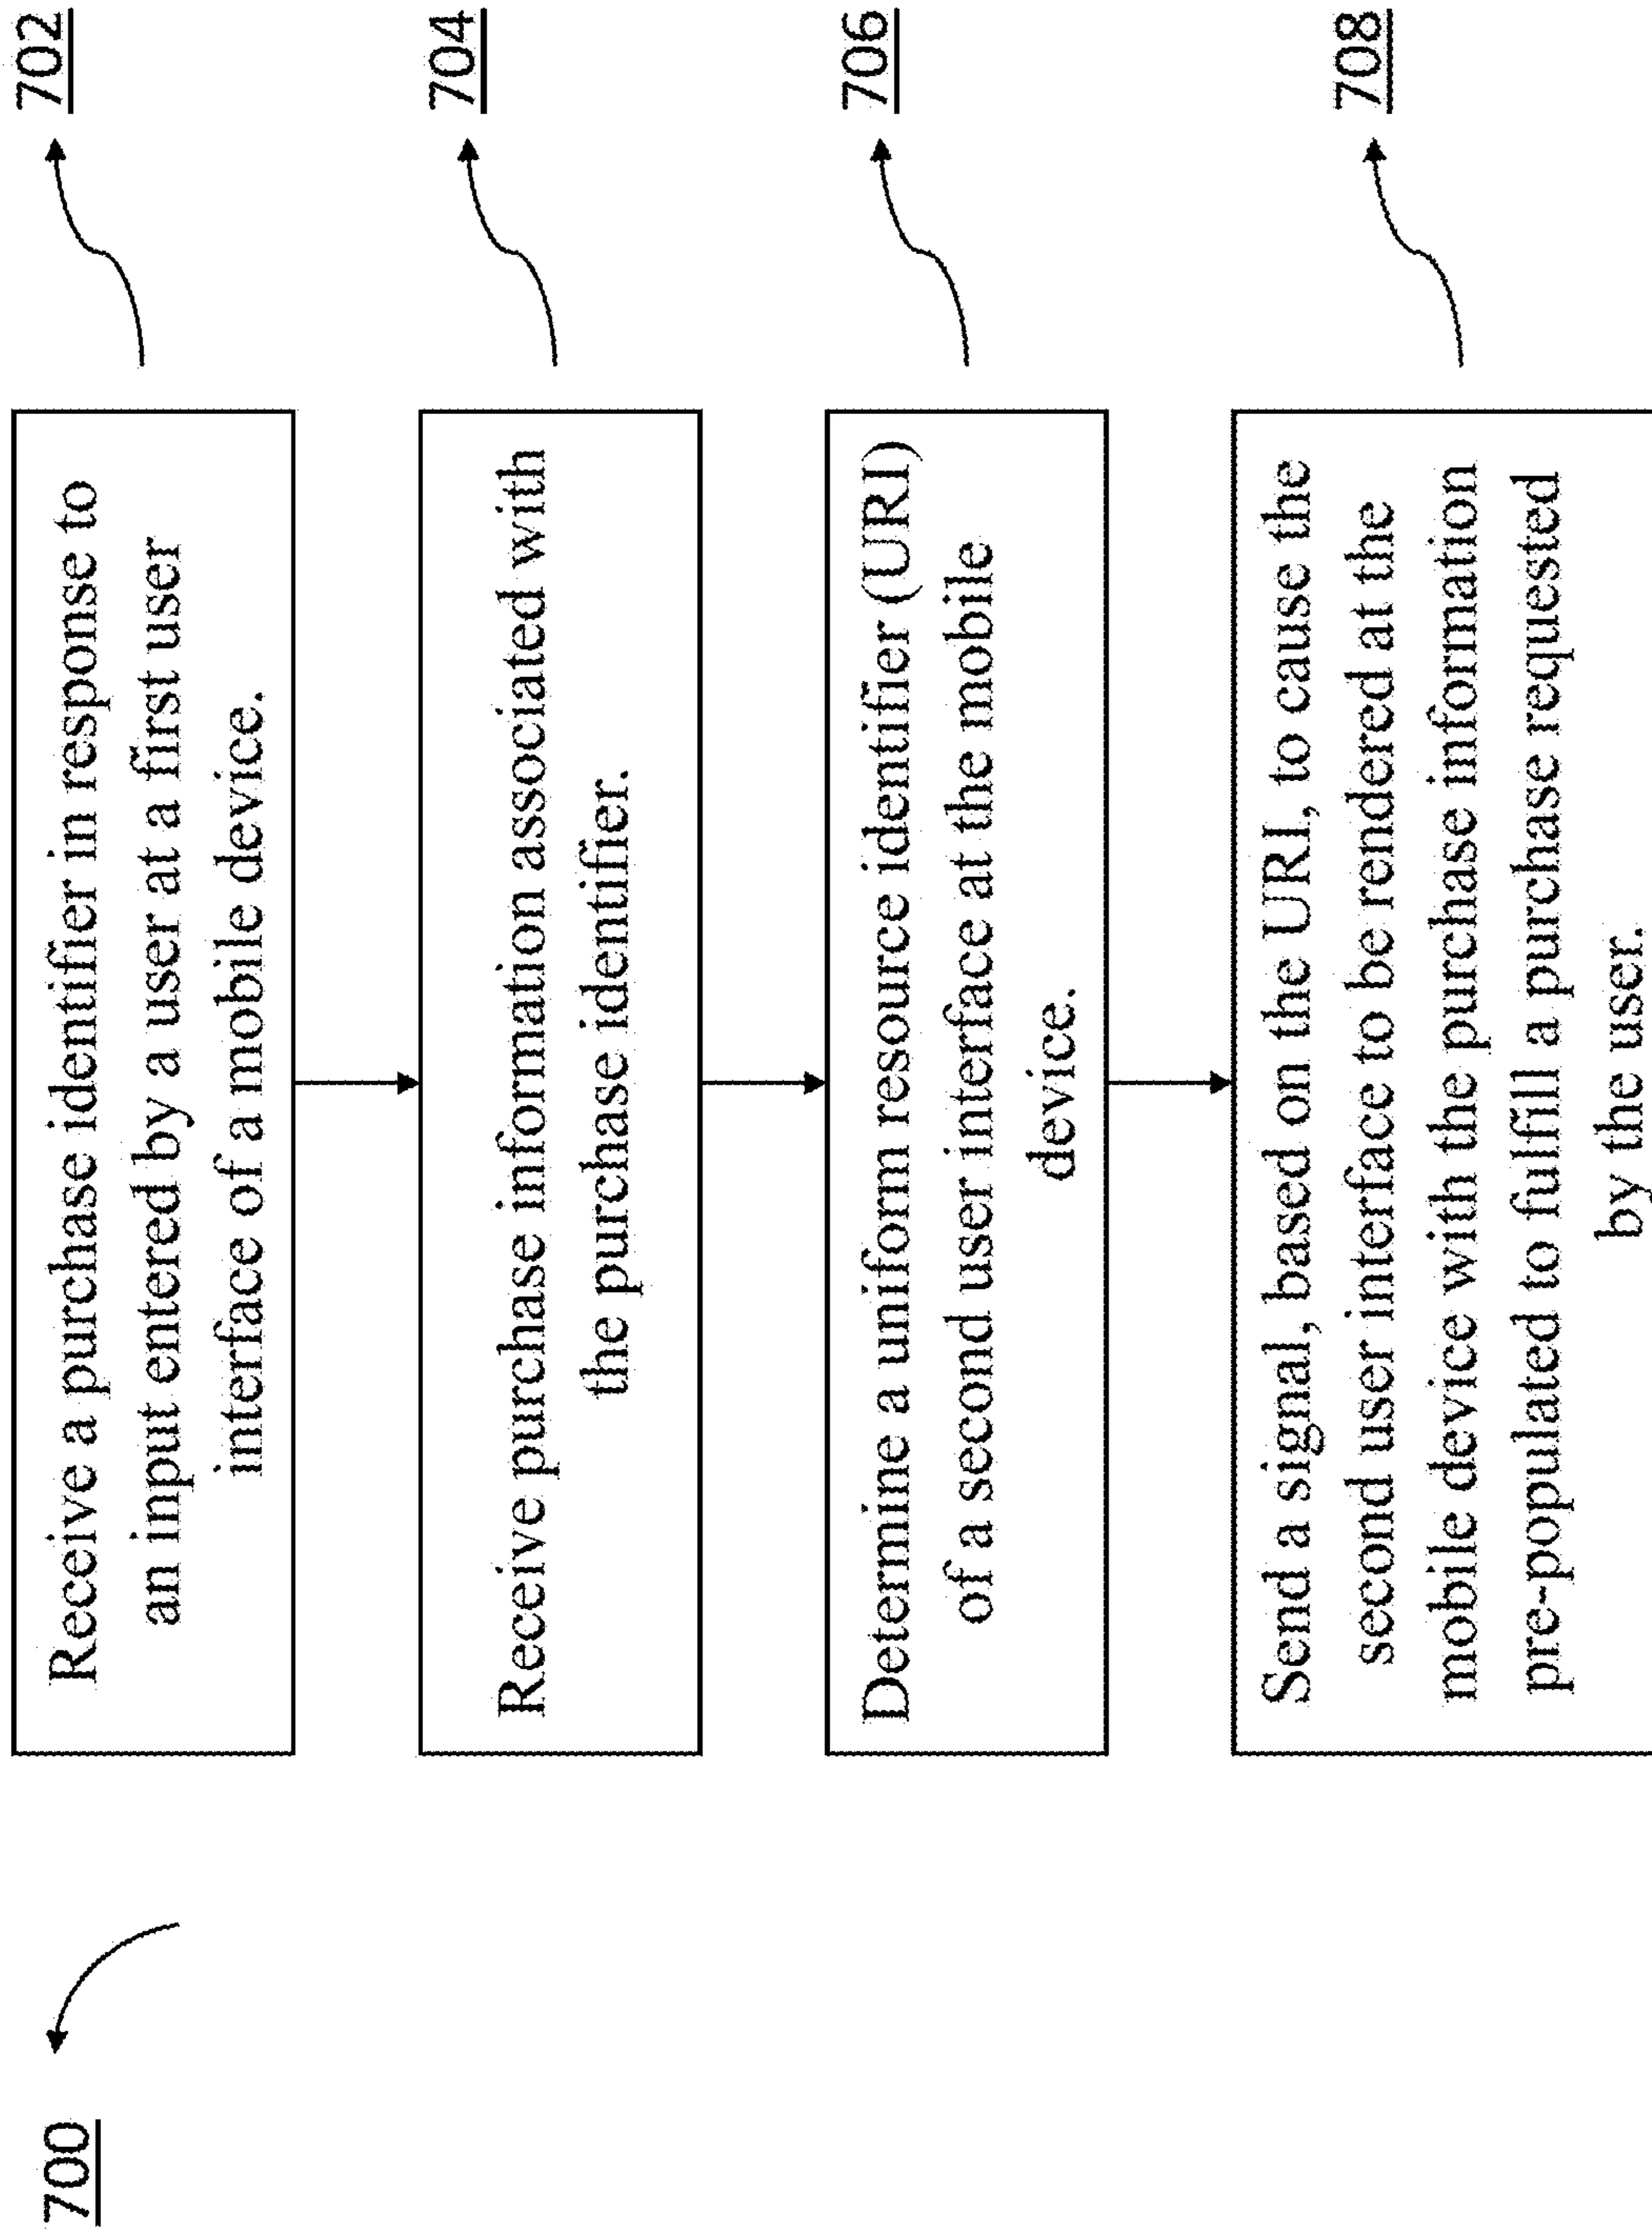 700
Receive a purchase identifier in response to
an input entered by a user at a first user
interface of a mobile device.
702
Receive purchase information associated with
the purchase identifier.
704
Determine a uniform resource identifier (URI)
of a second user interface at the mobile
device.
706
Send a signal, based on the URI, to cause the
second user interface to be rendered at the
mobile device with the purchase information
pre-populated to fulfill a purchase requested
by the user.
708